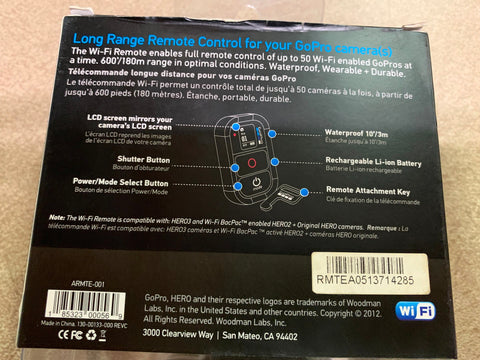 Long Range Remote Control for your GoPro camera(s)
The Wi-Fi Remote enables full remote control of up to 50 Wi-Fi enabled GoPros at
a time. 600'/180m range in optimal conditions. Waterproof, Wearable + Durable.
Télécommande longue distance pour vos caméras GoPro
Le télécommande Wi-Fi permet un contrôle total de jusqu'à 50 caméras à la fois, à partir de
jusqu'à 600 pieds (180 mètres). Étanche, portable, durable.
LCD screen mirrors your
camera's LCD screen
L'écran LCD reprend les images
de l'écran LCD de votre caméra
Shutter Button
Bouton d'obturateur
Power/Mode Select Button
Bouton de sélection Power/Mode
Waterproof 10'/3m
Étanche jusqu'à 10'/3m
Rechargeable Li-ion Battery
Batterie Li-ion rechargeable
Remote Attachment Key
Clé de fixation de la télécommande
Note: The Wi-Fi Remote is compatible with: HERO3 and Wi-Fi BacPac™ enabled HERO2 + Original HERO cameras. Remarque : La
télécommande Wi-Fi est compatible avec: HERO3 caméras et Wi-Fi BacPac ™ activé HERO2 + caméras HERO originale.
ARMTE-001
1 85323 00056 9
Made in China. 130-00133-000 REVC
RMTEA0513714285
GoPro, HERO and their respective logos are trademarks of Woodman
Labs, Inc. in the United States and other countries. Copyright © 2012.
Woodman Labs, Inc.
3000 Clearview Way | San Mateo, CA 94402
WiFi